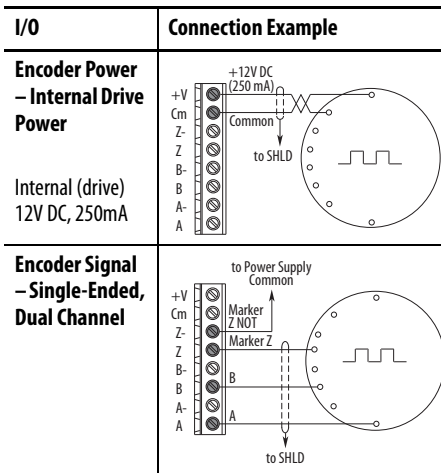 I/O
Connection Example
Encoder Power
– Internal Drive
Power
Internal (drive)
12V DC, 250mA
+V
Cm
Z-
Z
B-
B
A-
A
+12V DC
(250 mA)
Common
to SHLD
Encoder Signal
– Single-Ended,
Dual Channel
+V
Cm
Z-
Z
B-
B
A-
A
to Power Supply
Common
Marker
Z NOT
Marker Z
B
A
to SHLD